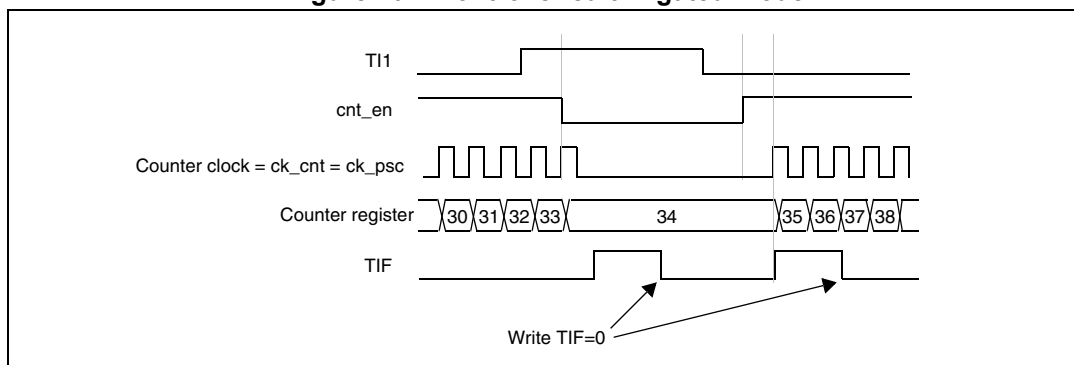 TI1
cnt_en
Counter clock = ck_cnt = ck_psc
Counter register
30 31 32 33 34 35 36 37 38
TIF
Write TIF=0